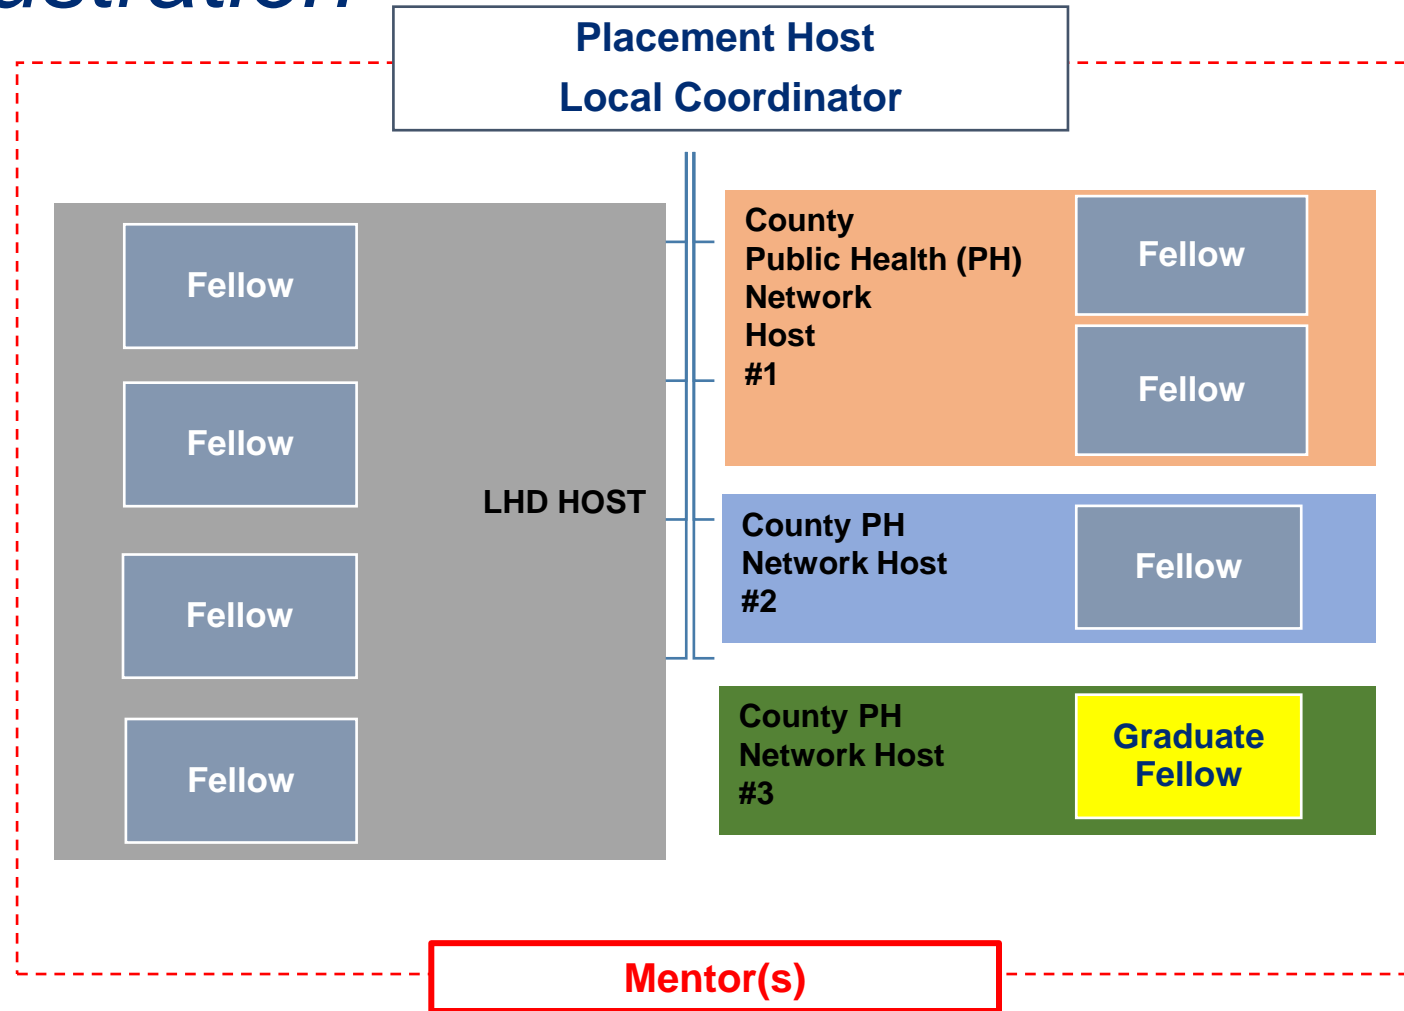 Placement Host
Local Coordinator
Fellow
Fellow
LHD HOST
Fellow
Fellow
County
Public Health (PH)
Network
Host
#1
Fellow
Fellow
County PH
Network Host
#2
Fellow
County PH
Network Host
#3
Graduate
Fellow
Mentor(s)